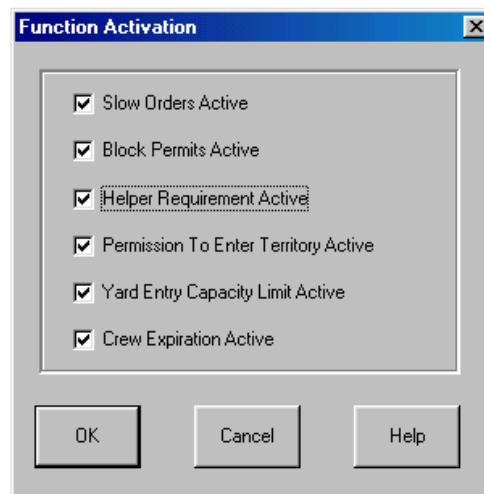 Function Activation
Slow Orders Active
Block Permits Active
Helper Requirement Active
Permission To Enter Territory Active
Yard Entry Capacity Limit Active
Crew Expiration Active
OK Cancel Help